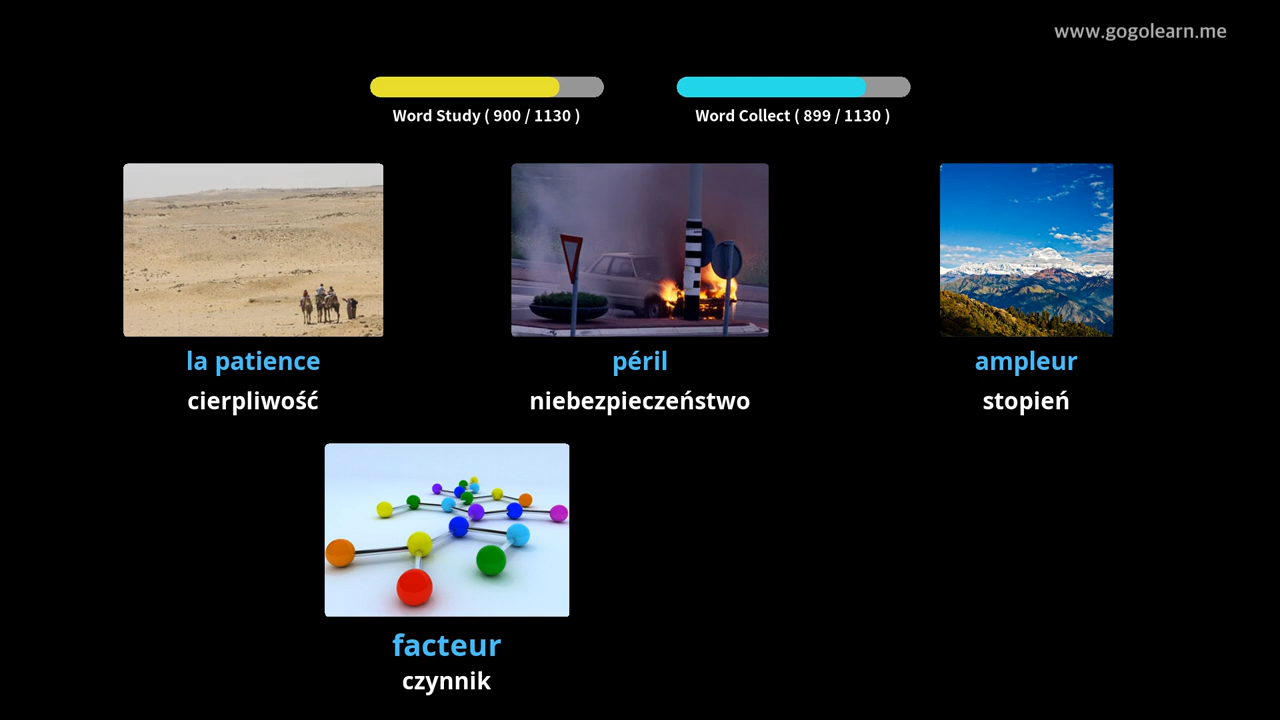 www.gogolearn.me
Word Study ( 900 / 1130 )
Word Collect ( 899 / 1130 )
la patience
cierpliwość
péril
niebezpieczeństwo
ampleur
stopień
facteur
czynnik